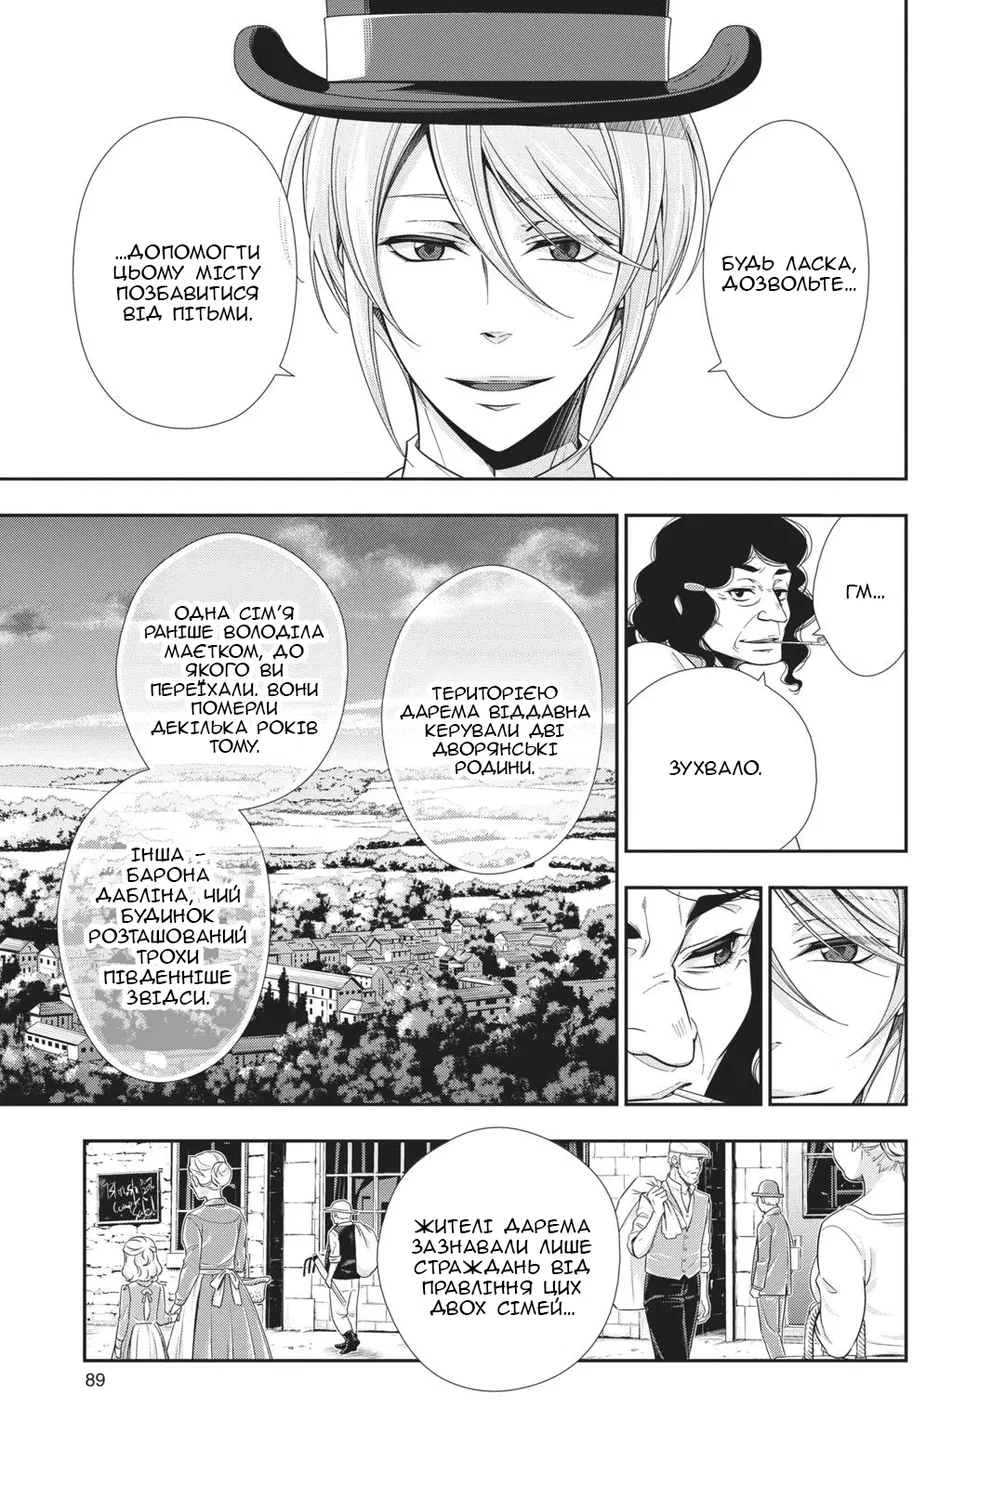 БУДЬ ЛАСКА,
ДОЗВОЛЬТЕ...
...ДОПОМОГТИ
ЦЬОМУ МІСТУ
ПОЗБАВИТИСЯ
ВІД ПІТЬМИ.
ГМ...
ЗУХВАЛО.
ТЕРИТОРІЄЮ
ДАРЕМА ВІДДАВНА
КЕРУВАЛИ ДВІ
ДВОРЯНСЬКІ
РОДИНИ.
ОДНА СІМ'Я
РАНІШЕ ВОЛОДІЛА
МАЄТКОМ, ДО
ЯКОГО ВИ
ПЕРЕЇХАЛИ. ВОНИ
ПОМЕРЛИ
ДЕКІЛЬКА РОКІВ
ТОМУ.
ІНША –
БАРОНА
ДАБЛІНА, ЧИЙ
БУДИНОК
РОЗТАШОВАНИЙ
ТРОХИ
ПІВДЕННІШЕ
ЗВІДСИ.
ЖИТЕЛІ ДАРЕМА
ЗАЗНАВАЛИ ЛИШЕ
СТРАЖДАНЬ ВІД
ПРАВЛІННЯ ЦИХ
ДВОХ СІМЕЙ...
89